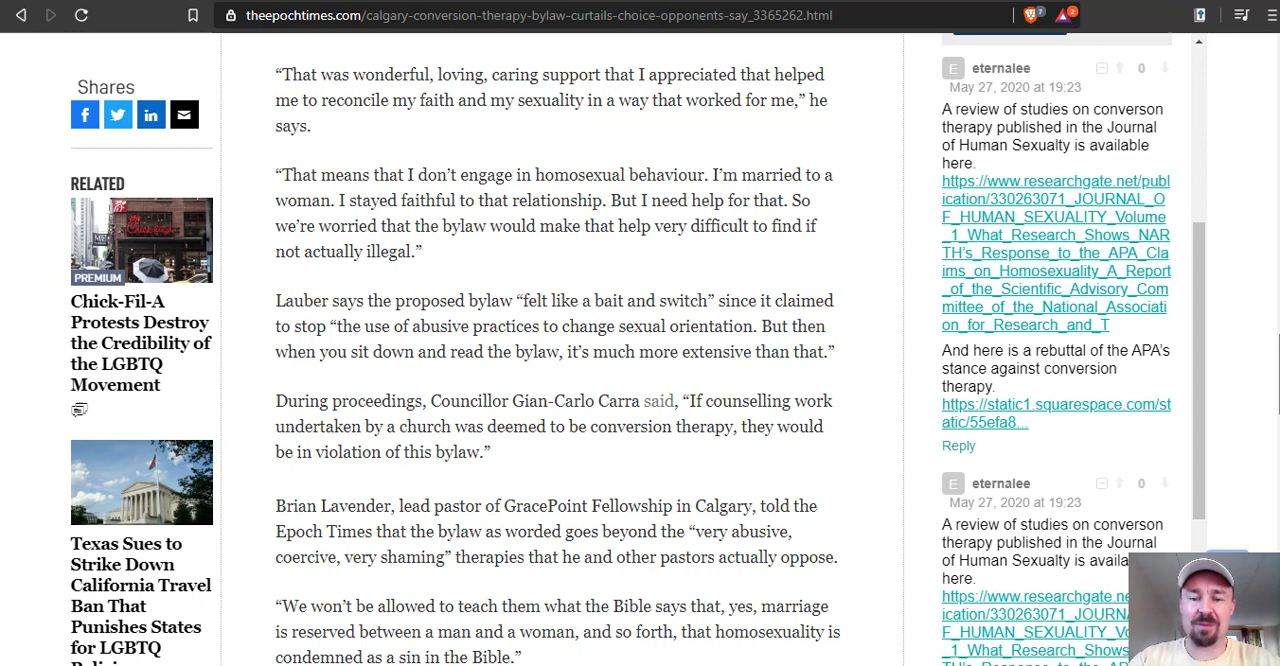 theepochtimes.com/calgary-conversion-therapy-bylaw-curtails-choice-opponents-say_3365262.html
7
2
Shares
RELATED
PREMIUM
Chick-Fil-A
Protests Destroy
the Credibility of
the LGBTQ
Movement
Texas Sues to
Strike Down
California Travel
Ban That
Punishes States
for LGBTQ
“That was wonderful, loving, caring support that I appreciated that helped
me to reconcile my faith and my sexuality in a way that worked for me,” he
says.
“That means that I don’t engage in homosexual behaviour. I’m married to a
woman. I stayed faithful to that relationship. But I need help for that. So
we’re worried that the bylaw would make that help very difficult to find if
not actually illegal.”
Lauber says the proposed bylaw “felt like a bait and switch” since it claimed
to stop “the use of abusive practices to change sexual orientation. But then
when you sit down and read the bylaw, it’s much more extensive than that.”
During proceedings, Councillor Gian-Carlo Carra said, “If counselling work
undertaken by a church was deemed to be conversion therapy, they would
be in violation of this bylaw.”
Brian Lavender, lead pastor of GracePoint Fellowship in Calgary, told the
Epoch Times that the bylaw as worded goes beyond the “very abusive,
coercive, very shaming” therapies that he and other pastors actually oppose.
“We won’t be allowed to teach them what the Bible says that, yes, marriage
is reserved between a man and a woman, and so forth, that homosexuality is
condemned as a sin in the Bible.”
E eternalee 0
May 27, 2020 at 19:23
A review of studies on converson
therapy published in the Journal
of Human Sexualty is available
here.
https://www.researchgate.net/publ
ication/330263071_JOURNAL_O
F_HUMAN_SEXUALITY_Volume
_1_What_Research_Shows_NAR
TH’s_Response_to_the_APA_Cla
ims_on_Homosexuality_A_Report
_of_the_Scientific_Advisory_Com
mittee_of_the_National_Associati
on_for_Research_and_T
And here is a rebuttal of the APA’s
stance against conversion
therapy.
https://static1.squarespace.com/st
atic/55efa8...
Reply
E eternalee 0
May 27, 2020 at 19:23
A review of studies on converson
therapy published in the Journal
of Human Sexualty is
here.
https://www.researchgate.ne
ication/330263071_JOURN
F_HUMAN_SEXUALITY
_1_What_Research_Shows